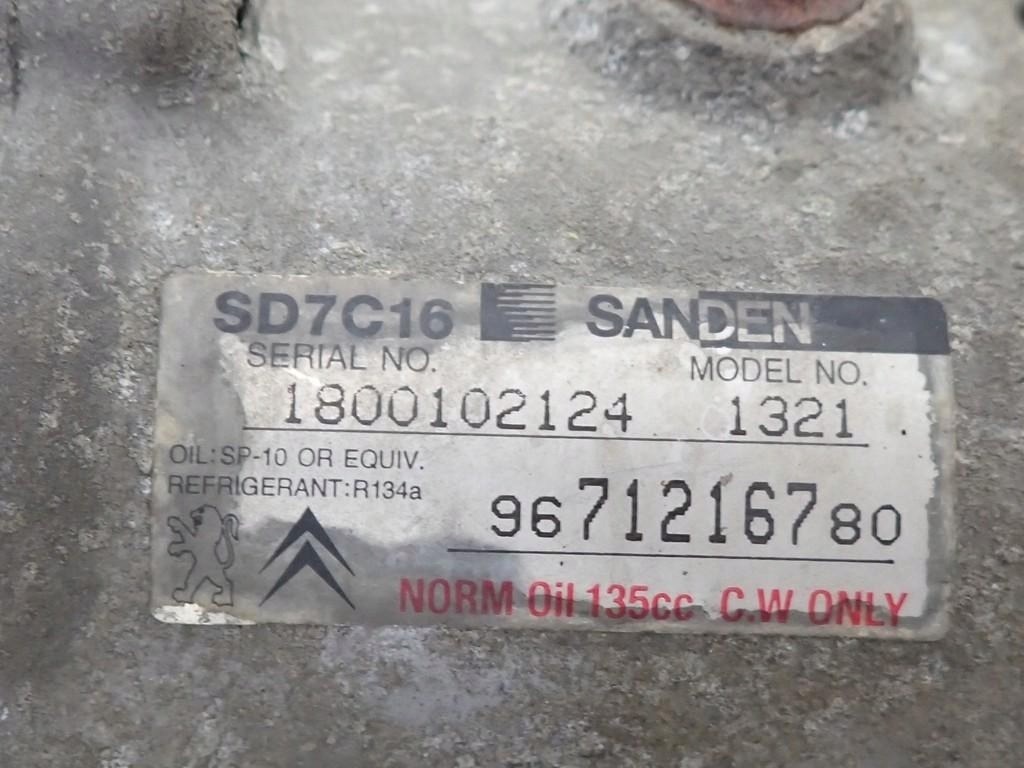 SD7C16 SANDEN
SERIAL NO. MODEL NO.
1800102124 1321
OIL:SP-10 OR EQUIV.
REFRIGERANT:R134a
9671216780
NORM Oil 135cc C.W ONLY